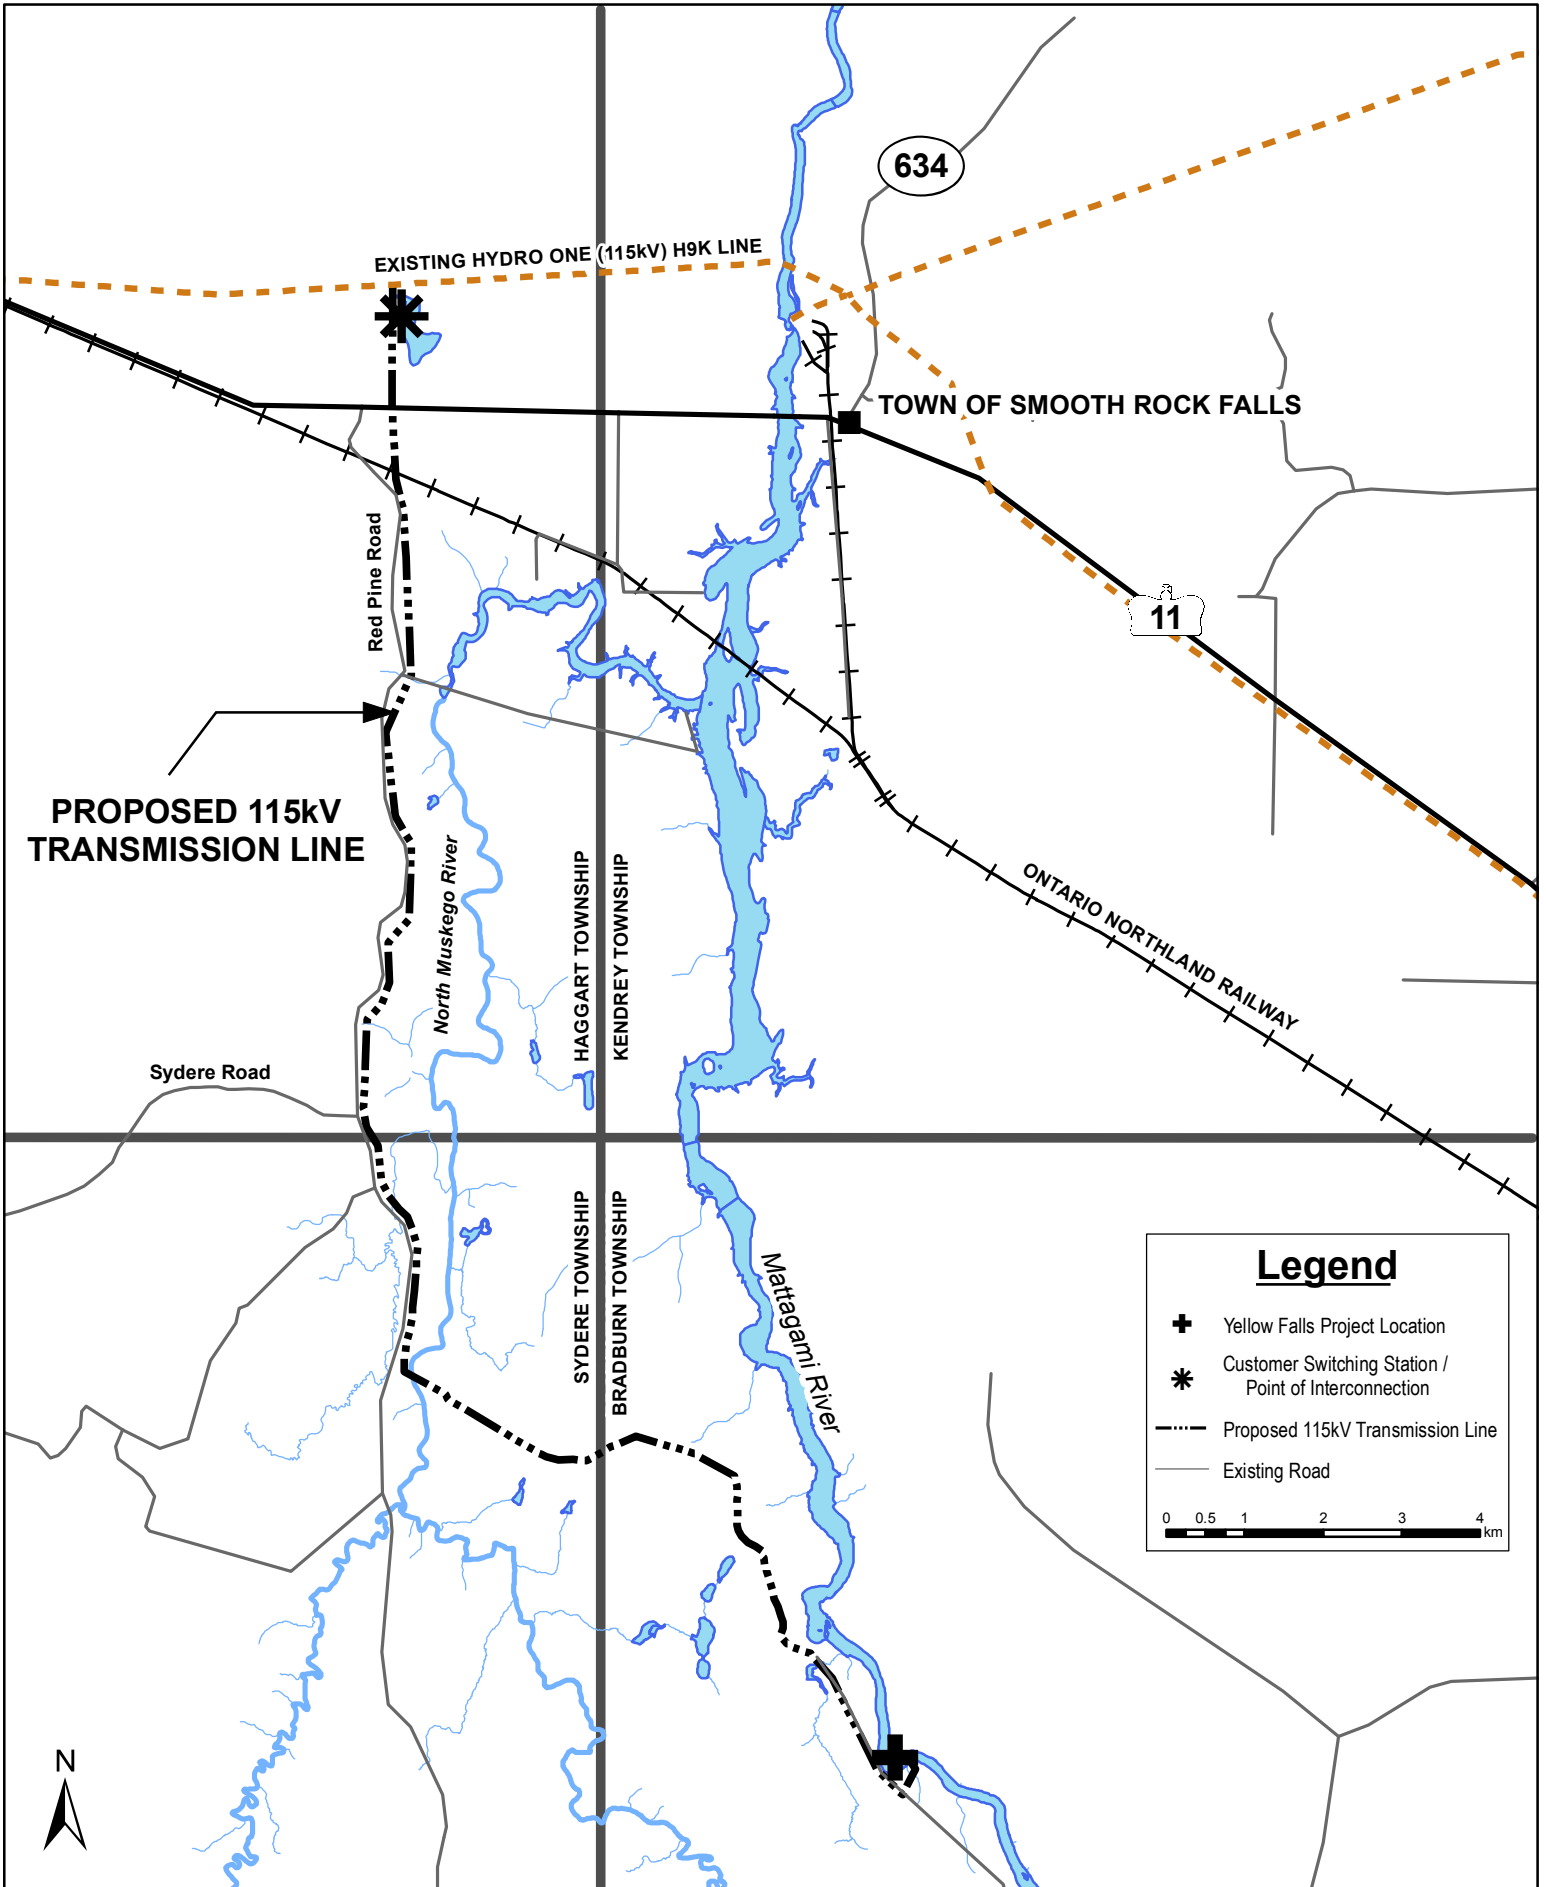 634
EXISTING HYDRO ONE (115kV) H9K LINE
TOWN OF SMOOTH ROCK FALLS
Red Pine Road
11
PROPOSED 115kV
TRANSMISSION LINE
North Muskego River
HAGGART TOWNSHIP
KENDREY TOWNSHIP
ONTARIO NORTHLAND RAILWAY
Sydere Road
SYDERE TOWNSHIP
BRADBURN TOWNSHIP
Mattagami River
Legend
Yellow Falls Project Location
Customer Switching Station /
Point of Interconnection
Proposed 115kV Transmission Line
Existing Road
0 0.5 1 2 3 4
km
N